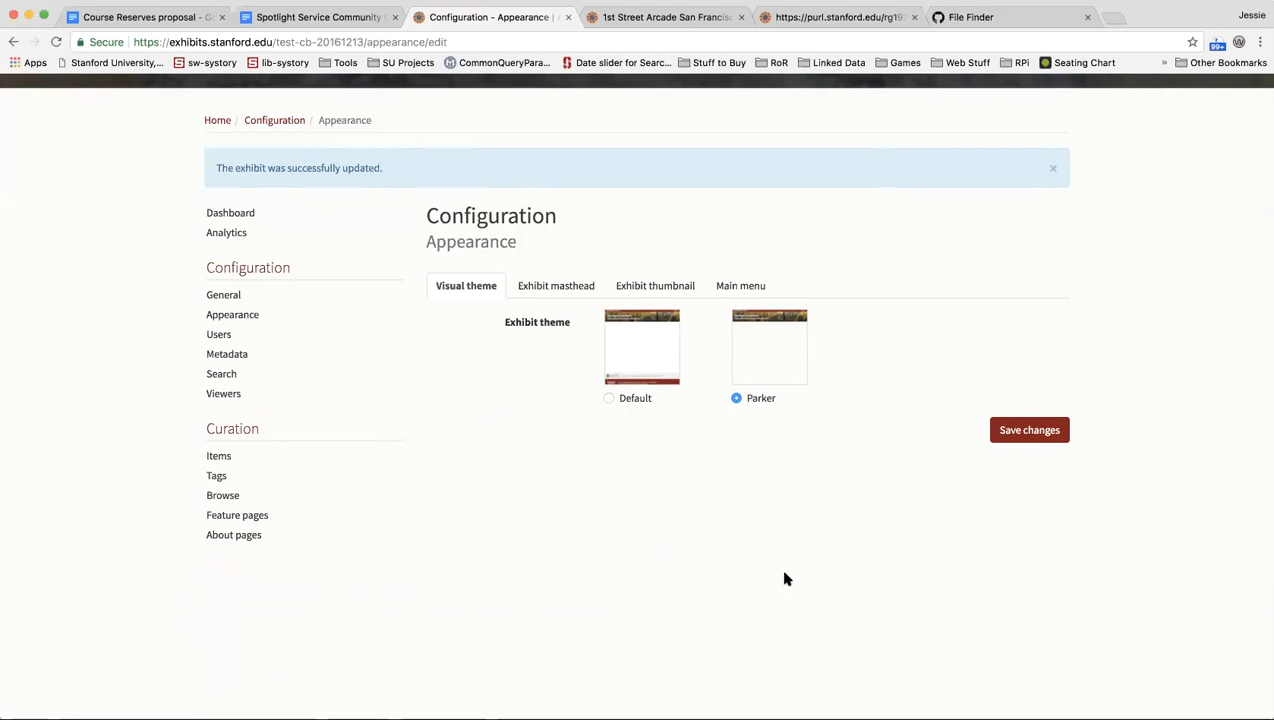 Course Reserves proposal - G
Spotlight Service Community
Configuration - Appearance |
1st Street Arcade San Francis
https://purl.stanford.edu/rg197
File Finder
Jessie
Secure
https://exhibits.stanford.edu/test-cb-20161213/appearance/edit
99+
Apps
Stanford University,...
sw-systory
lib-systory
Tools
SU Projects
CommonQueryPara...
Date slider for Searc...
Stuff to Buy
RoR
Linked Data
Games
Web Stuff
RPi
Seating Chart
»
Other Bookmarks
Home / Configuration / Appearance
The exhibit was successfully updated. ×
Dashboard
Analytics
Configuration
General
Appearance
Users
Metadata
Search
Viewers
Curation
Items
Tags
Browse
Feature pages
About pages
Configuration
Appearance
Visual theme
Exhibit masthead
Exhibit thumbnail
Main menu
Exhibit theme
Default
Parker
Save changes